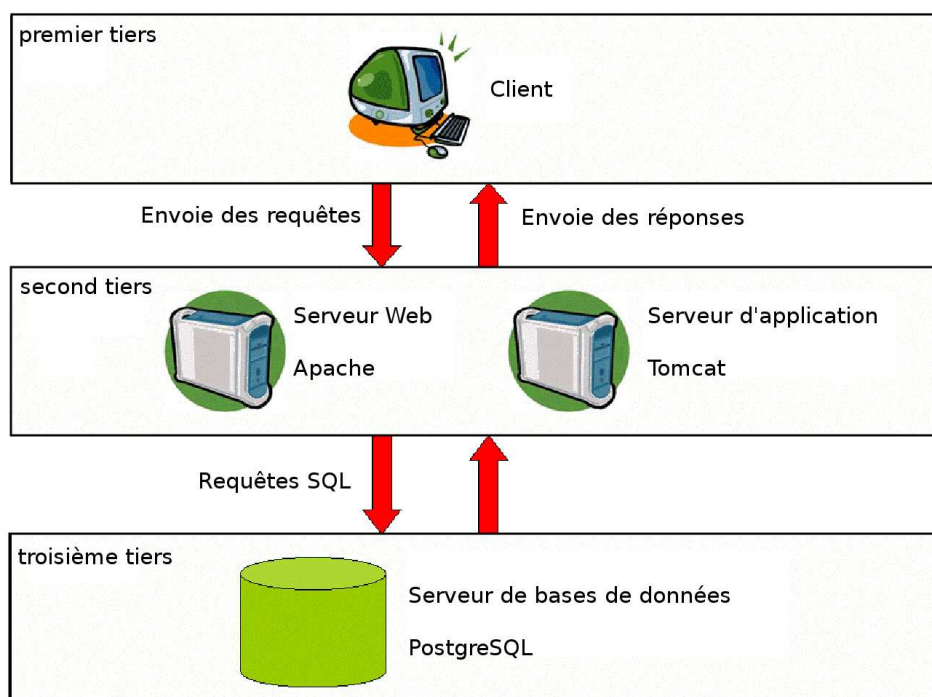 premier tiers
Client
Envoie des requêtes
Envoie des réponses
second tiers
Serveur Web
Apache
Serveur d'application
Tomcat
Requêtes SQL
troisième tiers
Serveur de bases de données
PostgreSQL